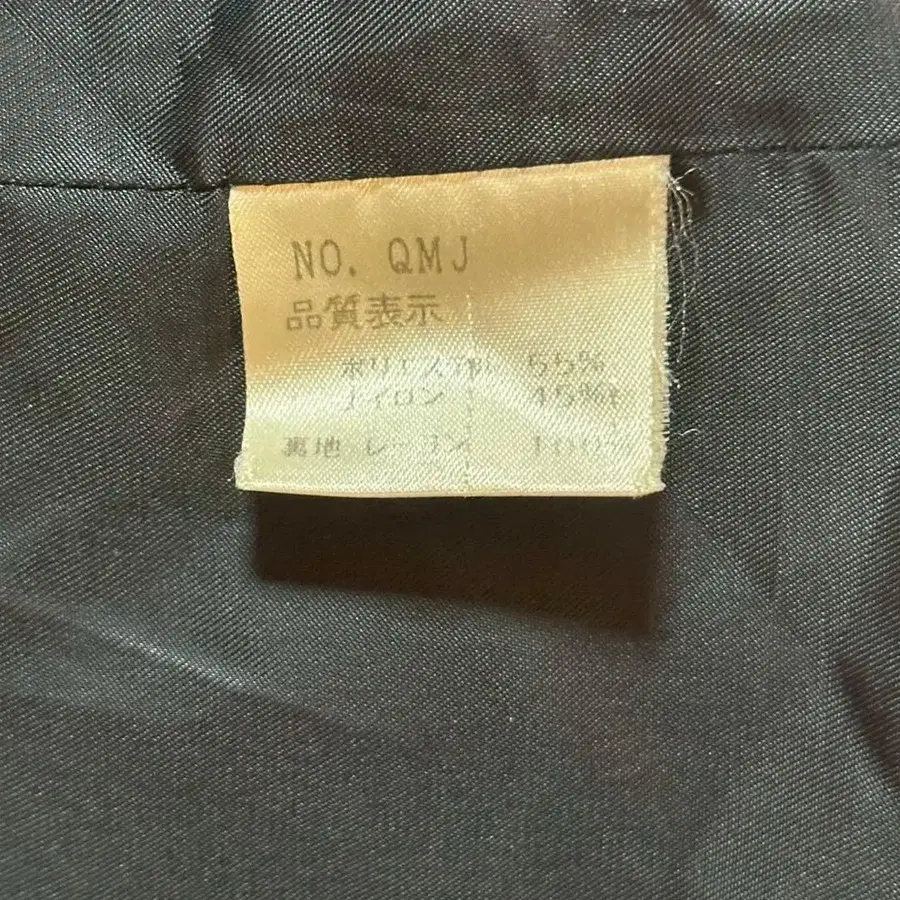 NO. QMJ
品質表示
ポリエステル 55%
ナイロン 45%
裏地 レーヨン 100%